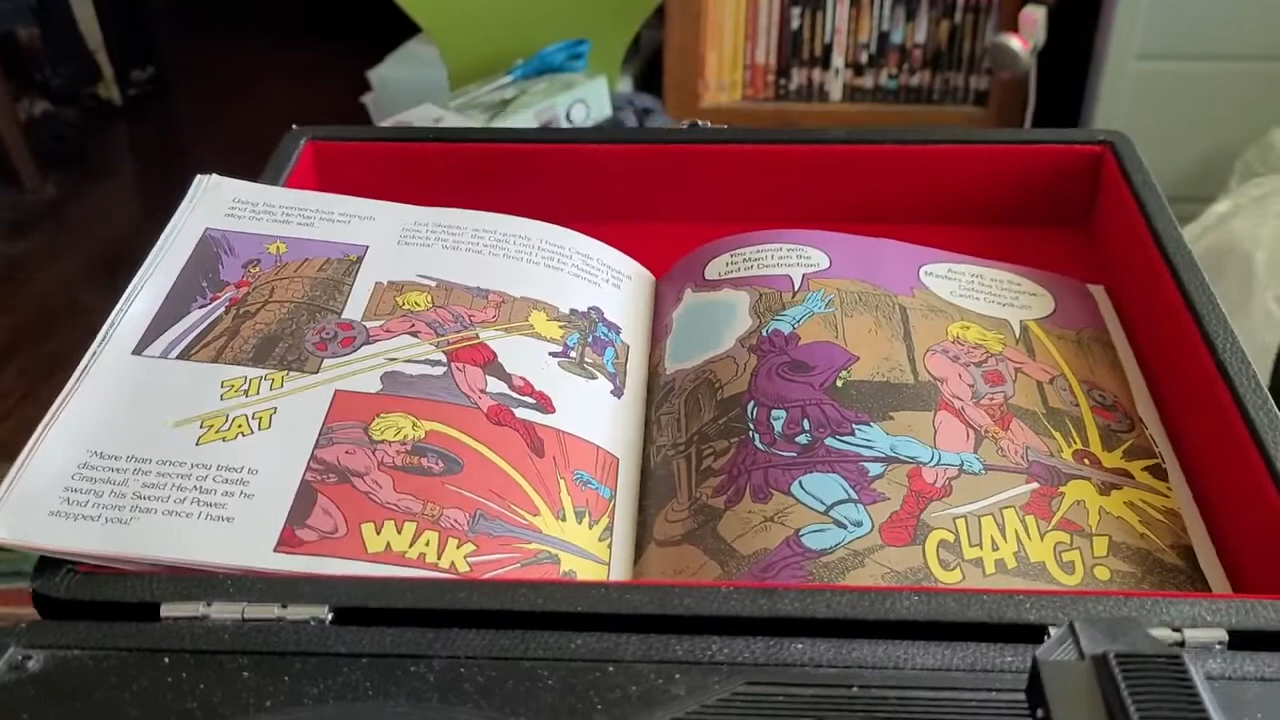 Using his tremendous strength
and agility, He-Man leaped
atop the castle wall...
...but Skeletor acted quickly. "I have Castle Grayskull
now, He-Man!" the Dark Lord boasted. "Soon I will
unlock the secret within, and I will be Master of all
Eternia!" With that, he fired the laser cannon.
ZIT
ZAT
"More than once you tried to
discover the secret of Castle
Grayskull," said He-Man as he
swung his Sword of Power.
"And more than once I have
stopped you!"
WAK
You cannot win,
He-Man! I am the
Lord of Destruction!
And WE are the
Masters of the Universe--
Defenders of
Castle Grayskull!
CLANG!